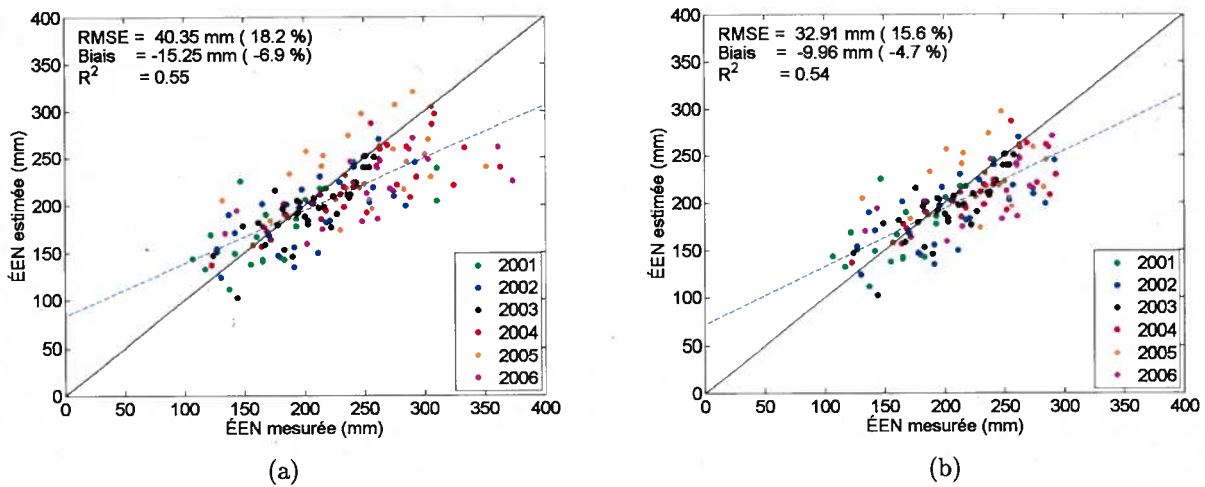 RMSE = 40.35 mm ( 18.2 %)
Biais = -15.25 mm ( -6.9 %)
R² = 0.55
ÉEN estimée (mm)
400
350
300
250
200
150
100
50
0
0 50 100 150 200 250 300 350 400
ÉEN mesurée (mm)
2001
2002
2003
2004
2005
2006
(a)
RMSE = 32.91 mm ( 15.6 %)
Biais = -9.96 mm ( -4.7 %)
R² = 0.54
ÉEN estimée (mm)
400
350
300
250
200
150
100
50
0
0 50 100 150 200 250 300 350 400
ÉEN mesurée (mm)
2001
2002
2003
2004
2005
2006
(b)